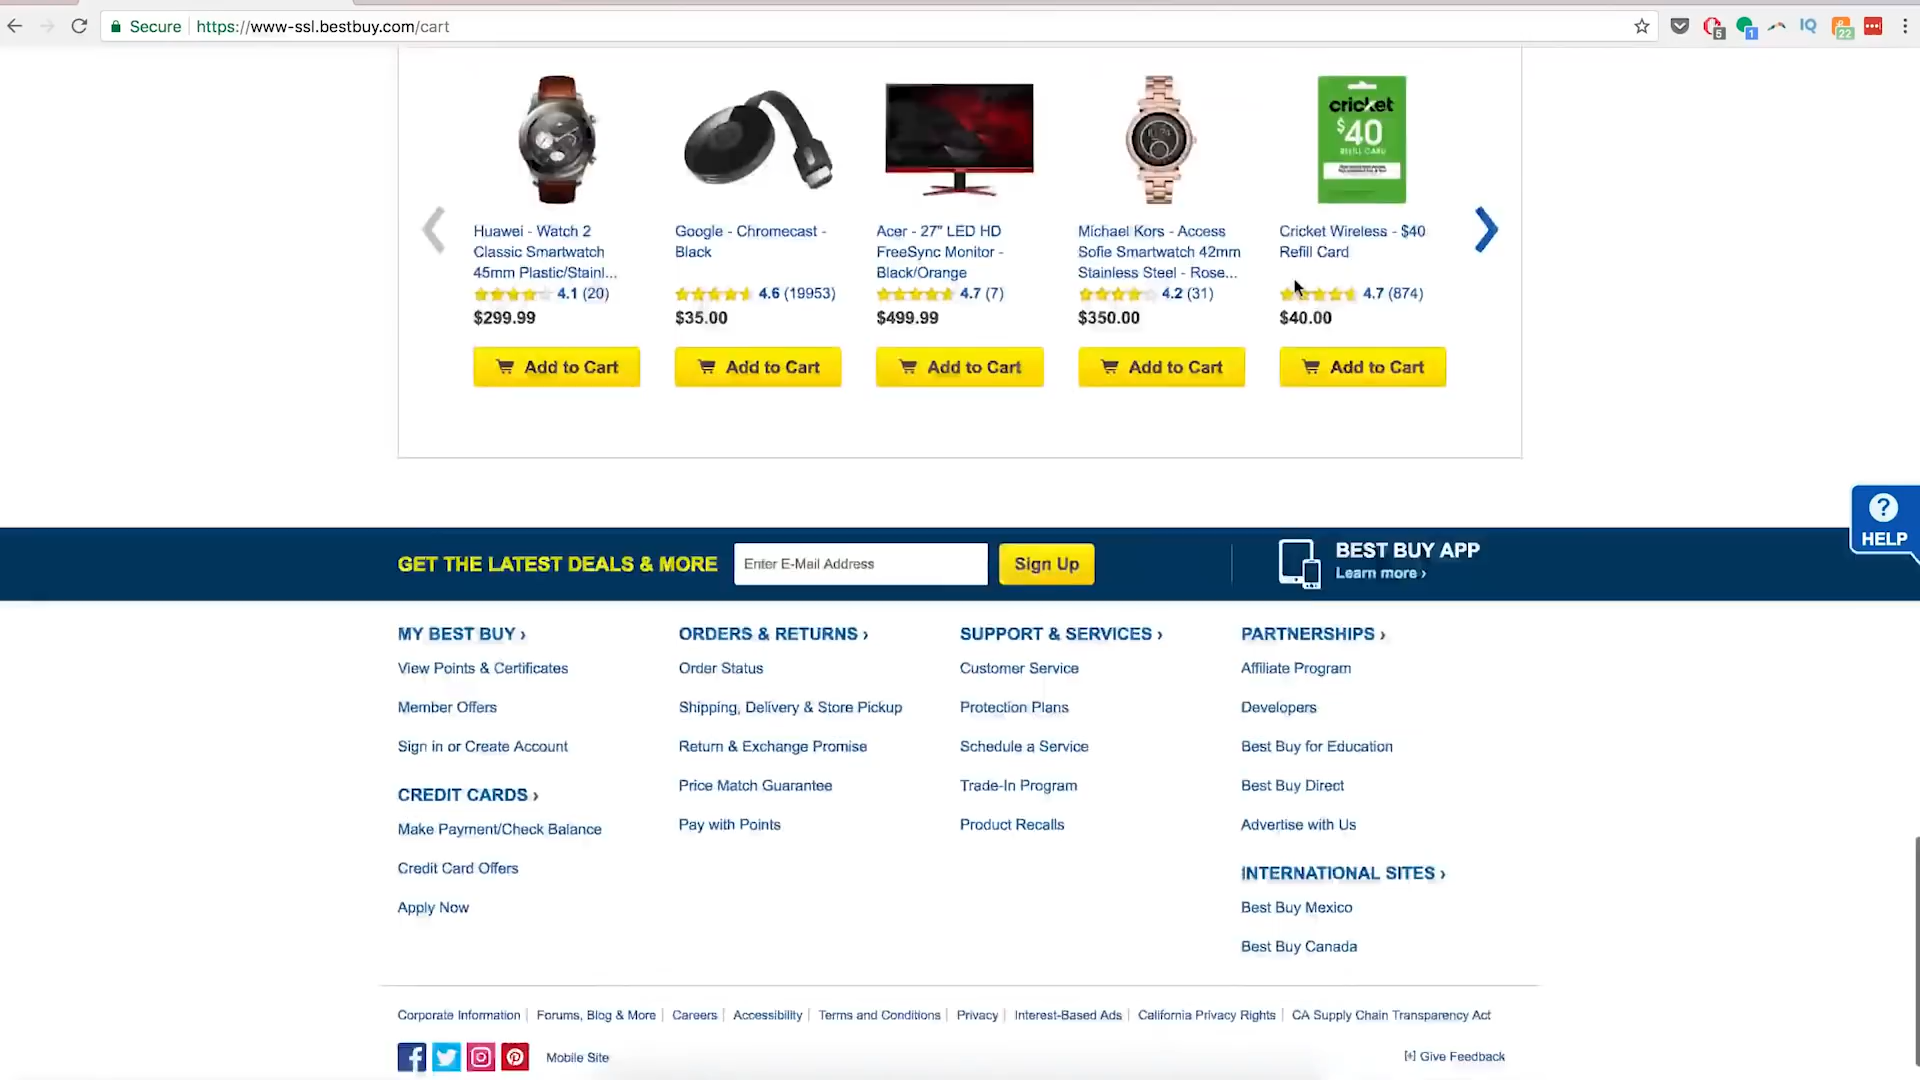 Secure https://www-ssl.bestbuy.com/cart
5 1 IQ 22
cricket
$40
REFILL CARD
Huawei - Watch 2 Classic Smartwatch 45mm Plastic/Stainl...
4.1 (20)
$299.99
Add to Cart
Google - Chromecast - Black
4.6 (19953)
$35.00
Add to Cart
Acer - 27" LED HD FreeSync Monitor - Black/Orange
4.7 (7)
$499.99
Add to Cart
Michael Kors - Access Sofie Smartwatch 42mm Stainless Steel - Rose...
4.2 (31)
$350.00
Add to Cart
Cricket Wireless - $40 Refill Card
4.7 (874)
$40.00
Add to Cart
?
HELP
GET THE LATEST DEALS & MORE
Enter E-Mail Address
Sign Up
BEST BUY APP
Learn more ›
MY BEST BUY ›
View Points & Certificates
Member Offers
Sign in or Create Account
CREDIT CARDS ›
Make Payment/Check Balance
Credit Card Offers
Apply Now
ORDERS & RETURNS ›
Order Status
Shipping, Delivery & Store Pickup
Return & Exchange Promise
Price Match Guarantee
Pay with Points
SUPPORT & SERVICES ›
Customer Service
Protection Plans
Schedule a Service
Trade-In Program
Product Recalls
PARTNERSHIPS ›
Affiliate Program
Developers
Best Buy for Education
Best Buy Direct
Advertise with Us
INTERNATIONAL SITES ›
Best Buy Mexico
Best Buy Canada
Corporate Information | Forums, Blog & More | Careers | Accessibility | Terms and Conditions | Privacy | Interest-Based Ads | California Privacy Rights | CA Supply Chain Transparency Act
Mobile Site
[+] Give Feedback